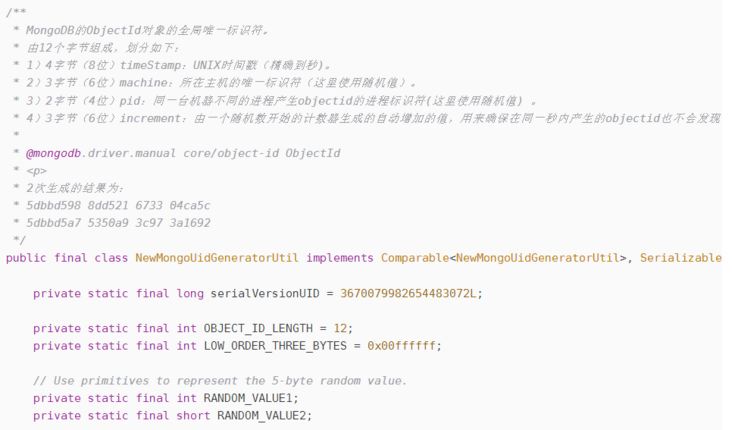 /**
 * MongoDB的ObjectId对象的全局唯一标识符。
 * 由12个字节组成，划分如下：
 * 1）4字节（8位）timeStamp：UNIX时间戳（精确到秒)。
 * 2）3字节（6位）machine：所在主机的唯一标识符（这里使用随机值）。
 * 3）2字节（4位）pid：同一台机器不同的进程产生objectid的进程标识符(这里使用随机值) 。
 * 4）3字节（6位）increment：由一个随机数开始的计数器生成的自动增加的值，用来确保在同一秒内产生的objectid也不会发现
 *
 * @mongodb.driver.manual core/object-id ObjectId
 * <p>
 * 2次生成的结果为：
 * 5dbbd598 8dd521 6733 04ca5c
 * 5dbbd5a7 5350a9 3c97 3a1692
 */
public final class NewMongoUidGeneratorUtil implements Comparable<NewMongoUidGeneratorUtil>, Serializable
    private static final long serialVersionUID = 3670079982654483072L;
    private static final int OBJECT_ID_LENGTH = 12;
    private static final int LOW_ORDER_THREE_BYTES = 0x00ffffff;
    // Use primitives to represent the 5-byte random value.
    private static final int RANDOM_VALUE1;
    private static final short RANDOM_VALUE2;